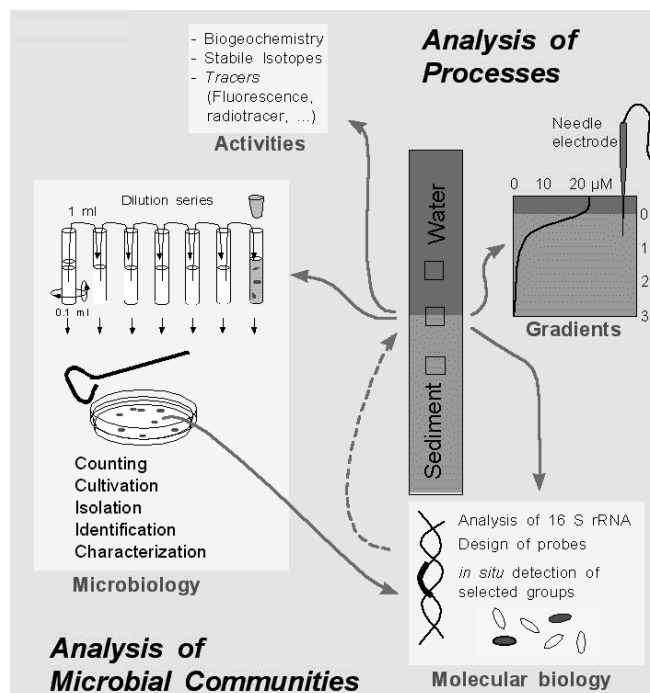 - Biogeochemistry
- Stabile Isotopes
- Tracers
(Fluorescence,
radiotracer, ...)
Activities
Analysis of
Processes
Needle
electrode
0 10 20 µM
0
1
2
3
Gradients
Dilution series
1 ml
0.1 ml
Counting
Cultivation
Isolation
Identification
Characterization
Microbiology
Water
Sediment
Analysis of 16 S rRNA
Design of probes
in situ detection of
selected groups
Molecular biology
Analysis of
Microbial Communities